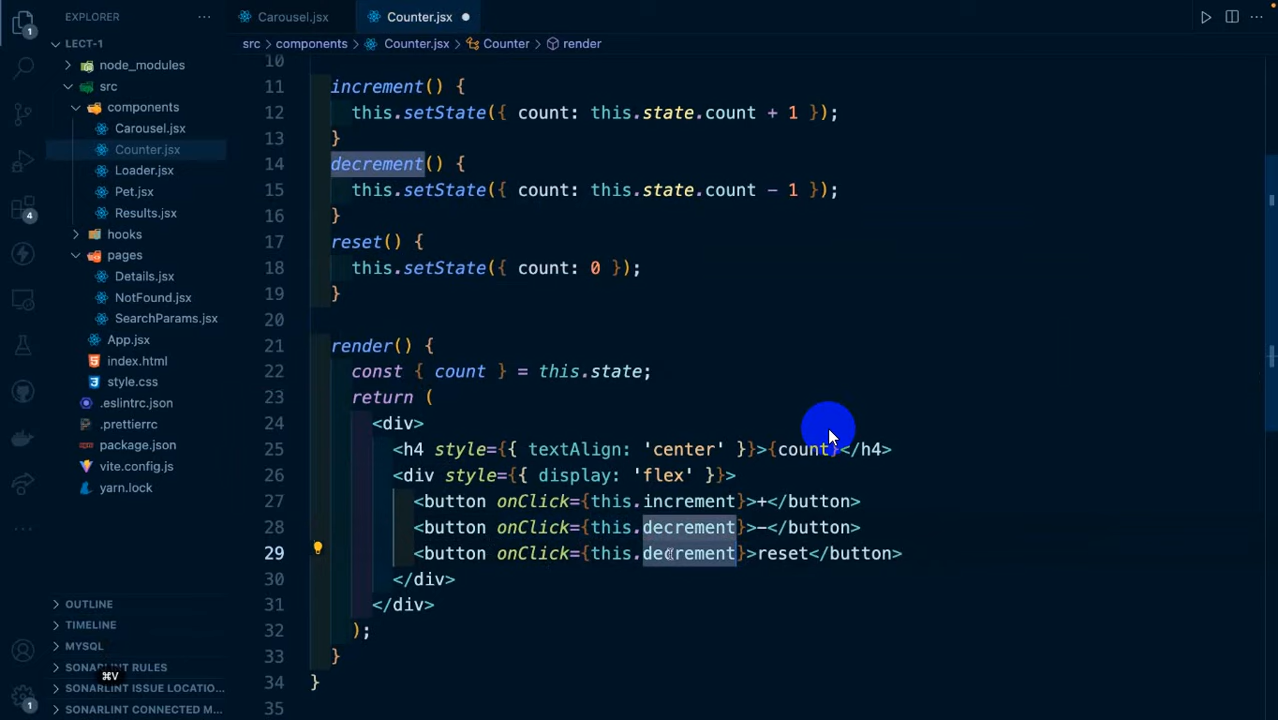 EXPLORER
LECT-1
node_modules
src
components
Carousel.jsx
Counter.jsx
Loader.jsx
Pet.jsx
Results.jsx
hooks
pages
Details.jsx
NotFound.jsx
SearchParams.jsx
App.jsx
index.html
style.css
.eslintrc.json
.prettierrc
package.json
vite.config.js
yarn.lock
OUTLINE
TIMELINE
MYSQL
SONARLINT RULES
⌘V
SONARLINT ISSUE LOCATIO...
SONARLINT CONNECTED M...
1
4
1
Carousel.jsx Counter.jsx
src > components > Counter.jsx > Counter > render
10
11 increment() {
12 this.setState({ count: this.state.count + 1 });
13 }
14 decrement() {
15 this.setState({ count: this.state.count - 1 });
16 }
17 reset() {
18 this.setState({ count: 0 });
19 }
20
21 render() {
22 const { count } = this.state;
23 return (
24 <div>
25 <h4 style={{ textAlign: 'center' }}>{count}</h4>
26 <div style={{ display: 'flex' }}>
27 <button onClick={this.increment}>+</button>
28 <button onClick={this.decrement}>-</button>
29 <button onClick={this.decrement}>reset</button>
30 </div>
31 </div>
32 );
33 }
34 }
35